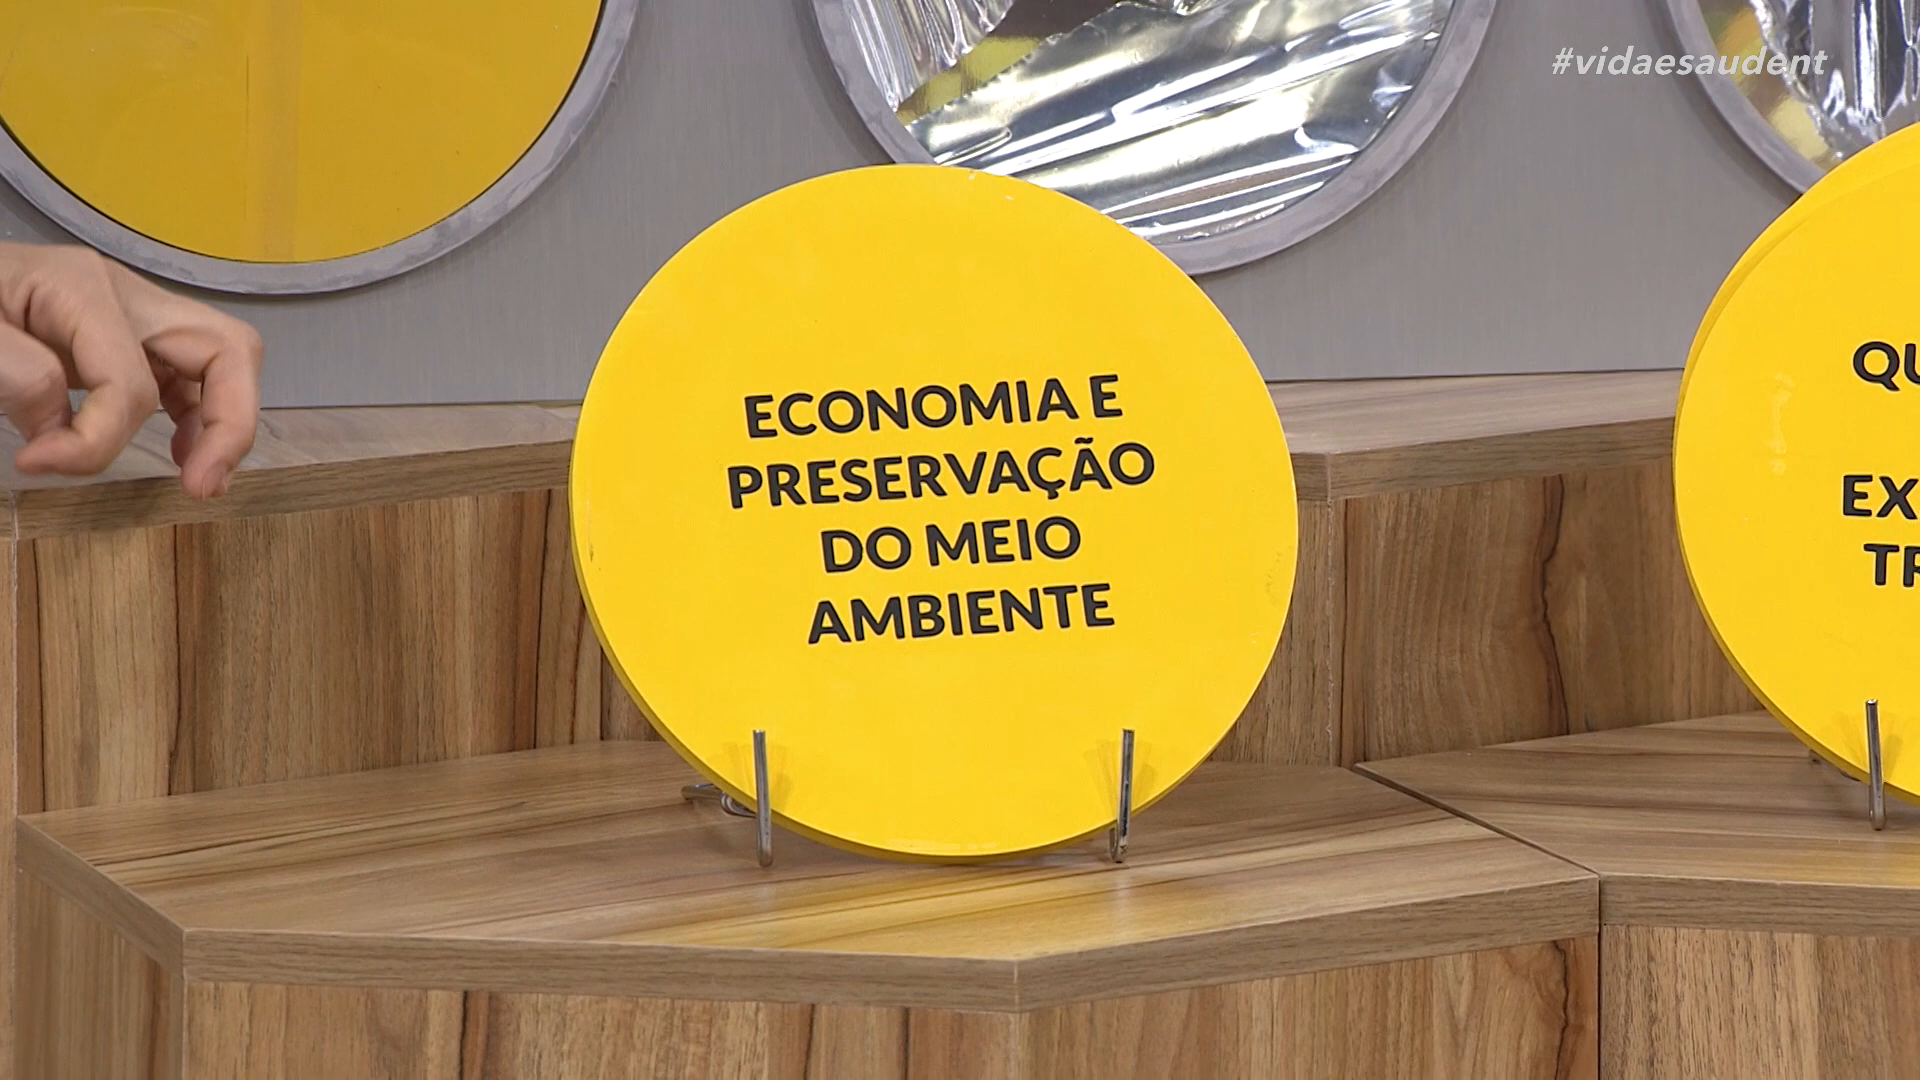 #vidaesaudent
ECONOMIA E
PRESERVAÇÃO
DO MEIO
AMBIENTE